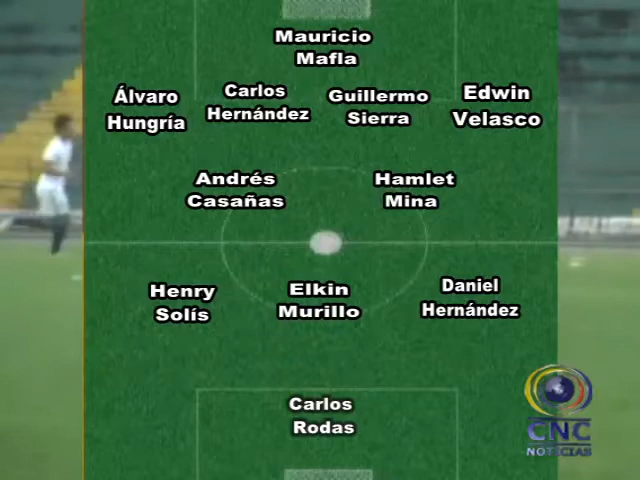 Mauricio
Mafla
Álvaro
Hungría
Carlos
Hernández
Guillermo
Sierra
Edwin
Velasco
Andrés
Casañas
Hamlet
Mina
Henry
Solís
Elkin
Murillo
Daniel
Hernández
Carlos
Rodas
CNC
NOTICIAS